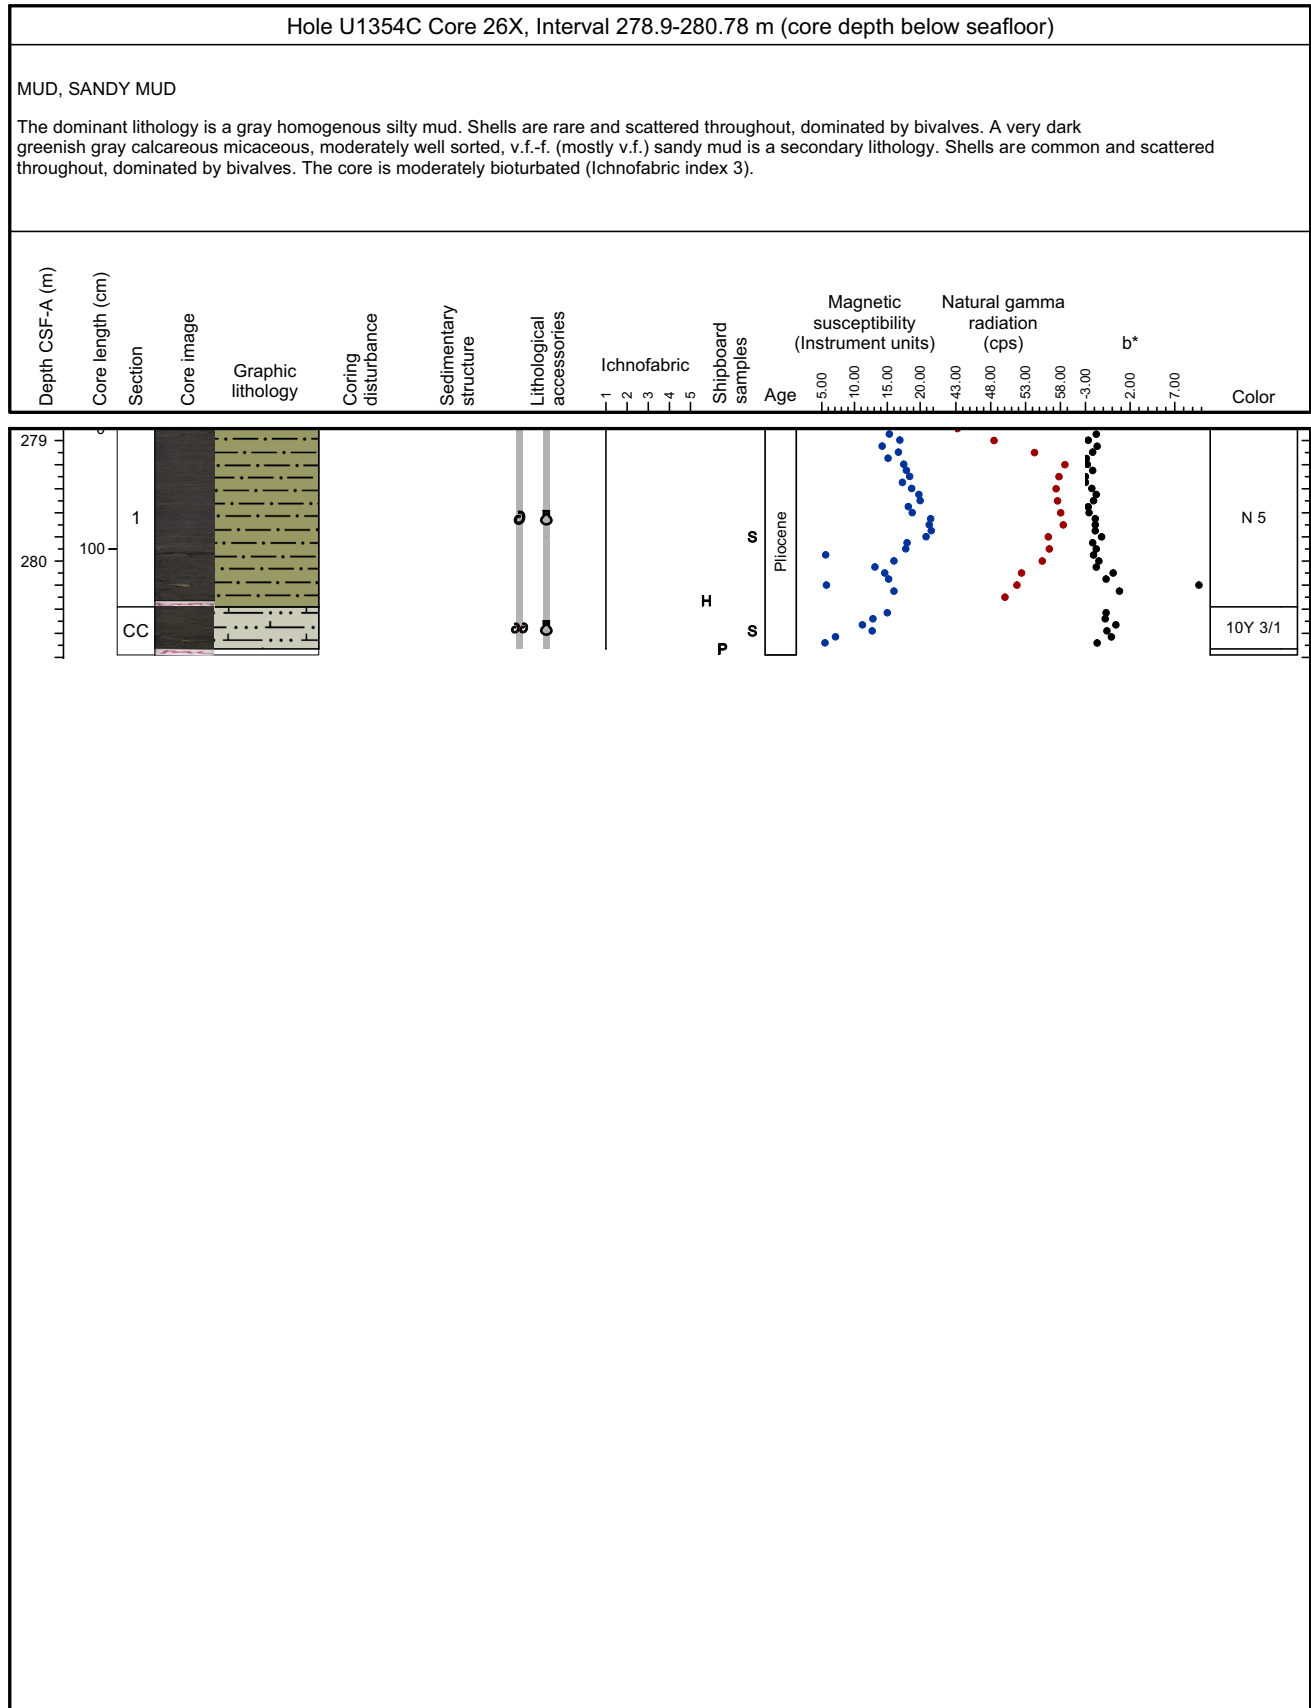 Hole U1354C Core 26X, Interval 278.9-280.78 m (core depth below seafloor)
MUD, SANDY MUD
The dominant lithology is a gray homogenous silty mud. Shells are rare and scattered throughout, dominated by bivalves. A very dark
greenish gray calcareous micaceous, moderately well sorted, v.f.-f. (mostly v.f.) sandy mud is a secondary lithology. Shells are common and scattered
throughout, dominated by bivalves. The core is moderately bioturbated (Ichnofabric index 3).
Depth CSF-A (m)
Core length (cm)
Section
Core image
Graphic
lithology
Coring
disturbance
Sedimentary
structure
Lithological
accessories
Ichnofabric
1 2 3 4 5
Shipboard
samples
Age
Magnetic
susceptibility
(Instrument units)
5.00 10.00 15.00 20.00
Natural gamma
radiation
(cps)
43.00 48.00 53.00 58.00
b*
-3.00 2.00 7.00
Color
279
1
S
Pliocene
N 5
100
280
H
CC
S
10Y 3/1
P